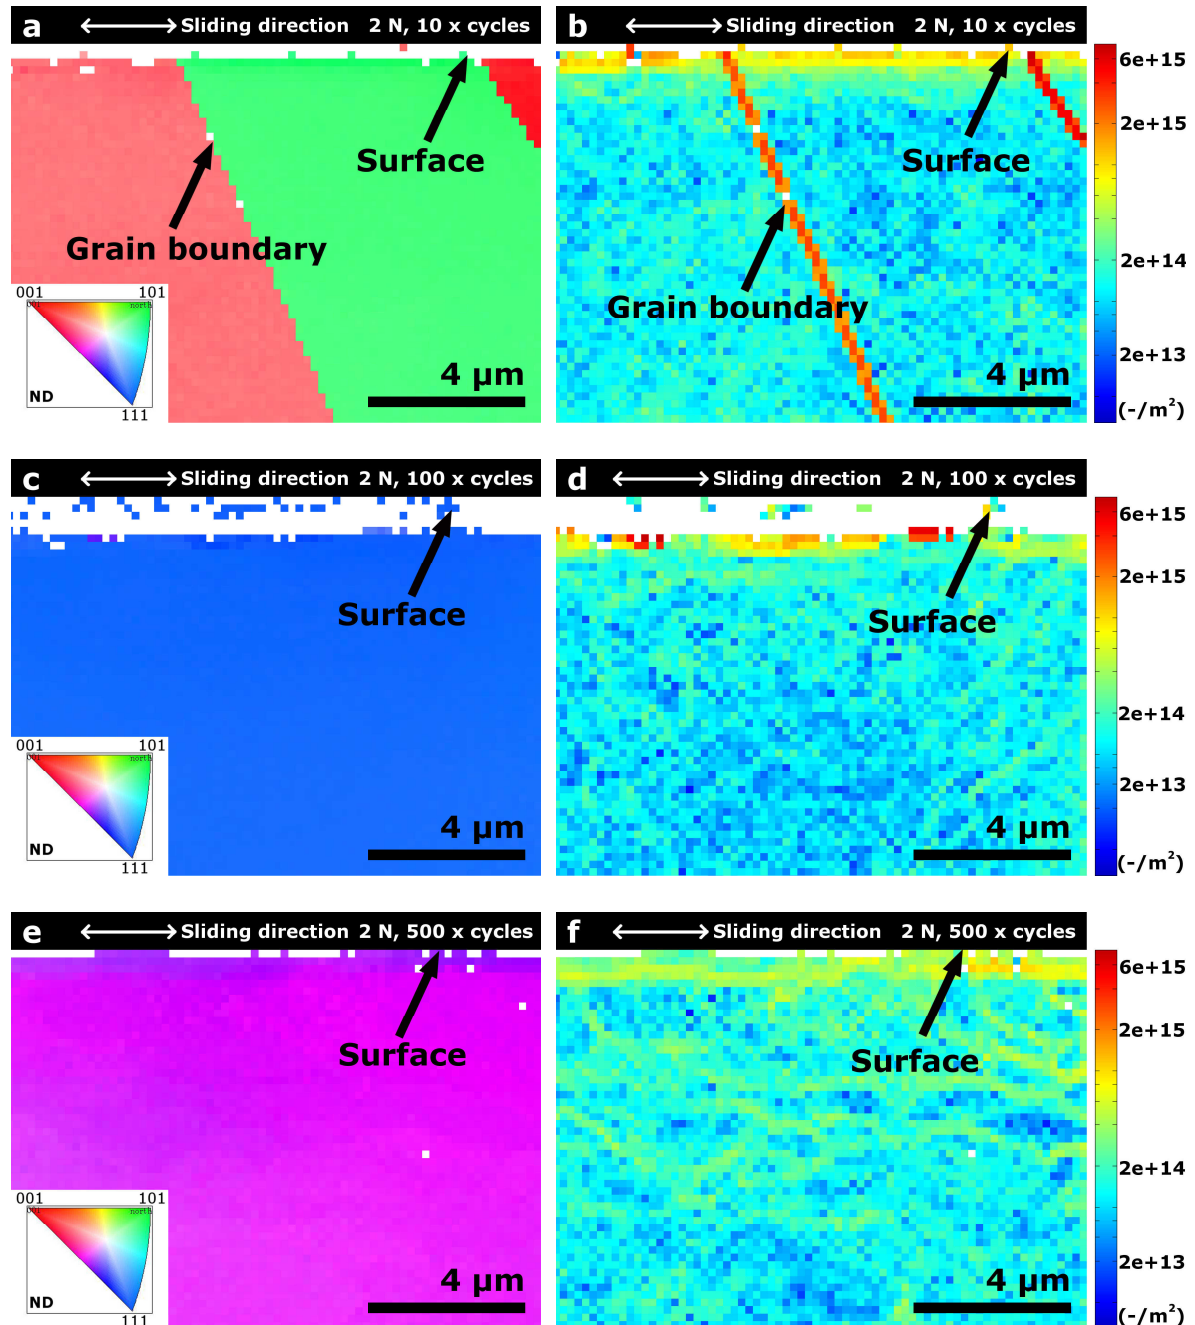 a Sliding direction 2 N, 10 x cycles
Surface
Grain boundary
001 101
001 north
ND
111
4 µm
b Sliding direction 2 N, 10 x cycles
Surface
Grain boundary
4 µm
6e+15
2e+15
2e+14
2e+13
(-/m²)
c Sliding direction 2 N, 100 x cycles
Surface
001 101
001 north
ND
111
4 µm
d Sliding direction 2 N, 100 x cycles
Surface
4 µm
6e+15
2e+15
2e+14
2e+13
(-/m²)
e Sliding direction 2 N, 500 x cycles
Surface
001 101
001 north
ND
111
4 µm
f Sliding direction 2 N, 500 x cycles
Surface
4 µm
6e+15
2e+15
2e+14
2e+13
(-/m²)